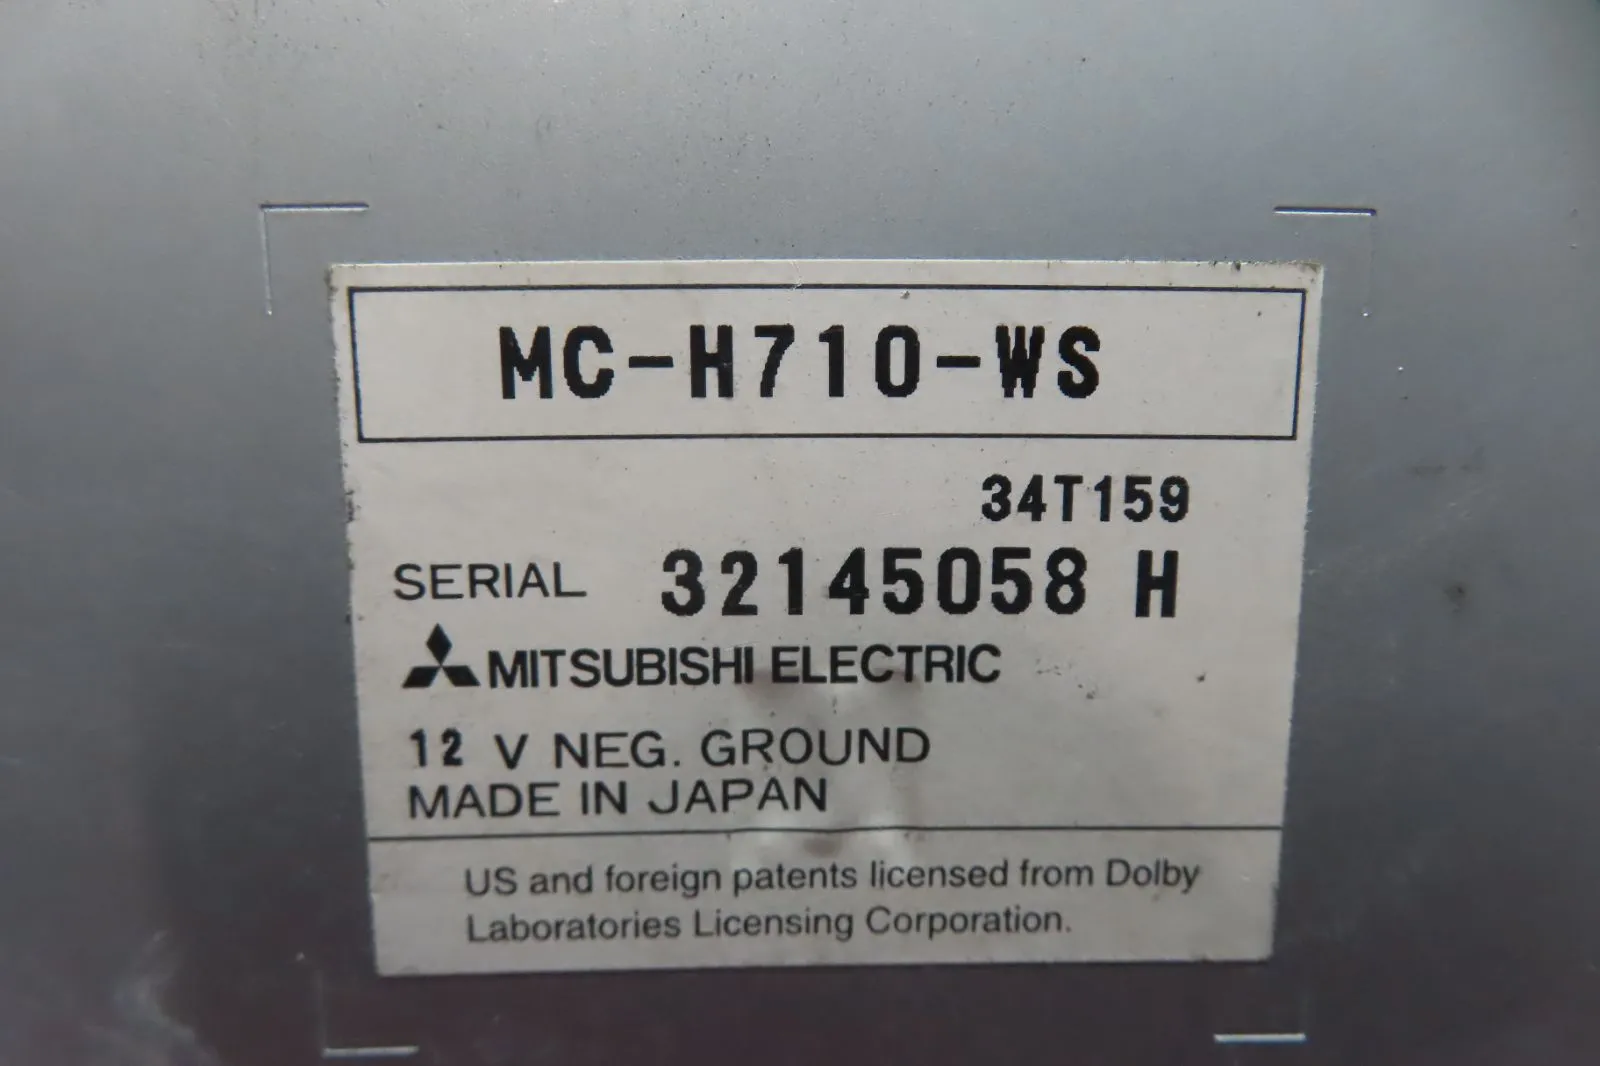 MC-H710-WS
34T159
SERIAL 32145058 H
MITSUBISHI ELECTRIC
12 V NEG. GROUND
MADE IN JAPAN
US and foreign patents licensed from Dolby
Laboratories Licensing Corporation.